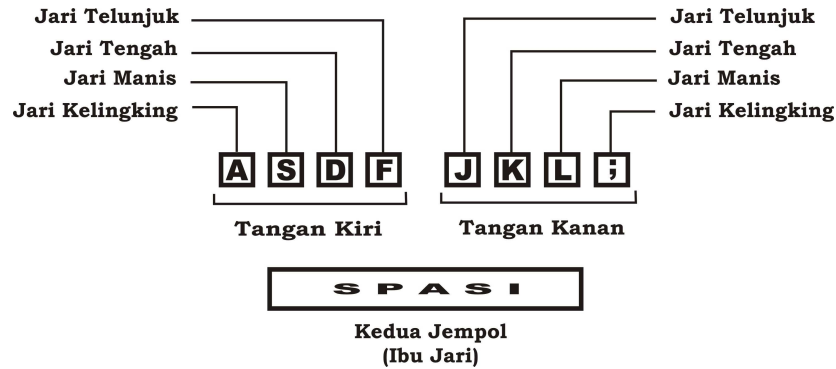 Jari Telunjuk Jari Telunjuk
Jari Tengah Jari Tengah
Jari Manis Jari Manis
Jari Kelingking Jari Kelingking
A S D F J K L ;
Tangan Kiri Tangan Kanan
SPASI
Kedua Jempol
(Ibu Jari)